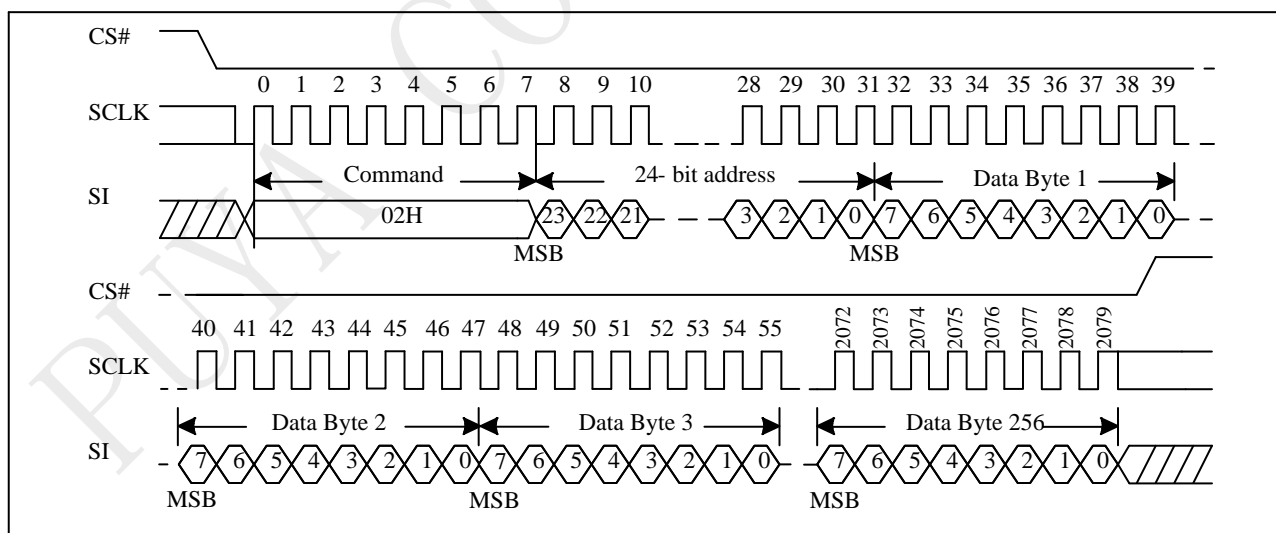 PUYA CO
CS#
0 1 2 3 4 5 6 7 8 9 10 28 29 30 31 32 33 34 35 36 37 38 39
SCLK
Command 24- bit address Data Byte 1
SI
02H 23 22 21 3 2 1 0 7 6 5 4 3 2 1 0
MSB MSB
CS#
40 41 42 43 44 45 46 47 48 49 50 51 52 53 54 55 2072 2073 2074 2075 2076 2077 2078 2079
SCLK
Data Byte 2 Data Byte 3 Data Byte 256
SI
7 6 5 4 3 2 1 0 7 6 5 4 3 2 1 0 7 6 5 4 3 2 1 0
MSB MSB MSB